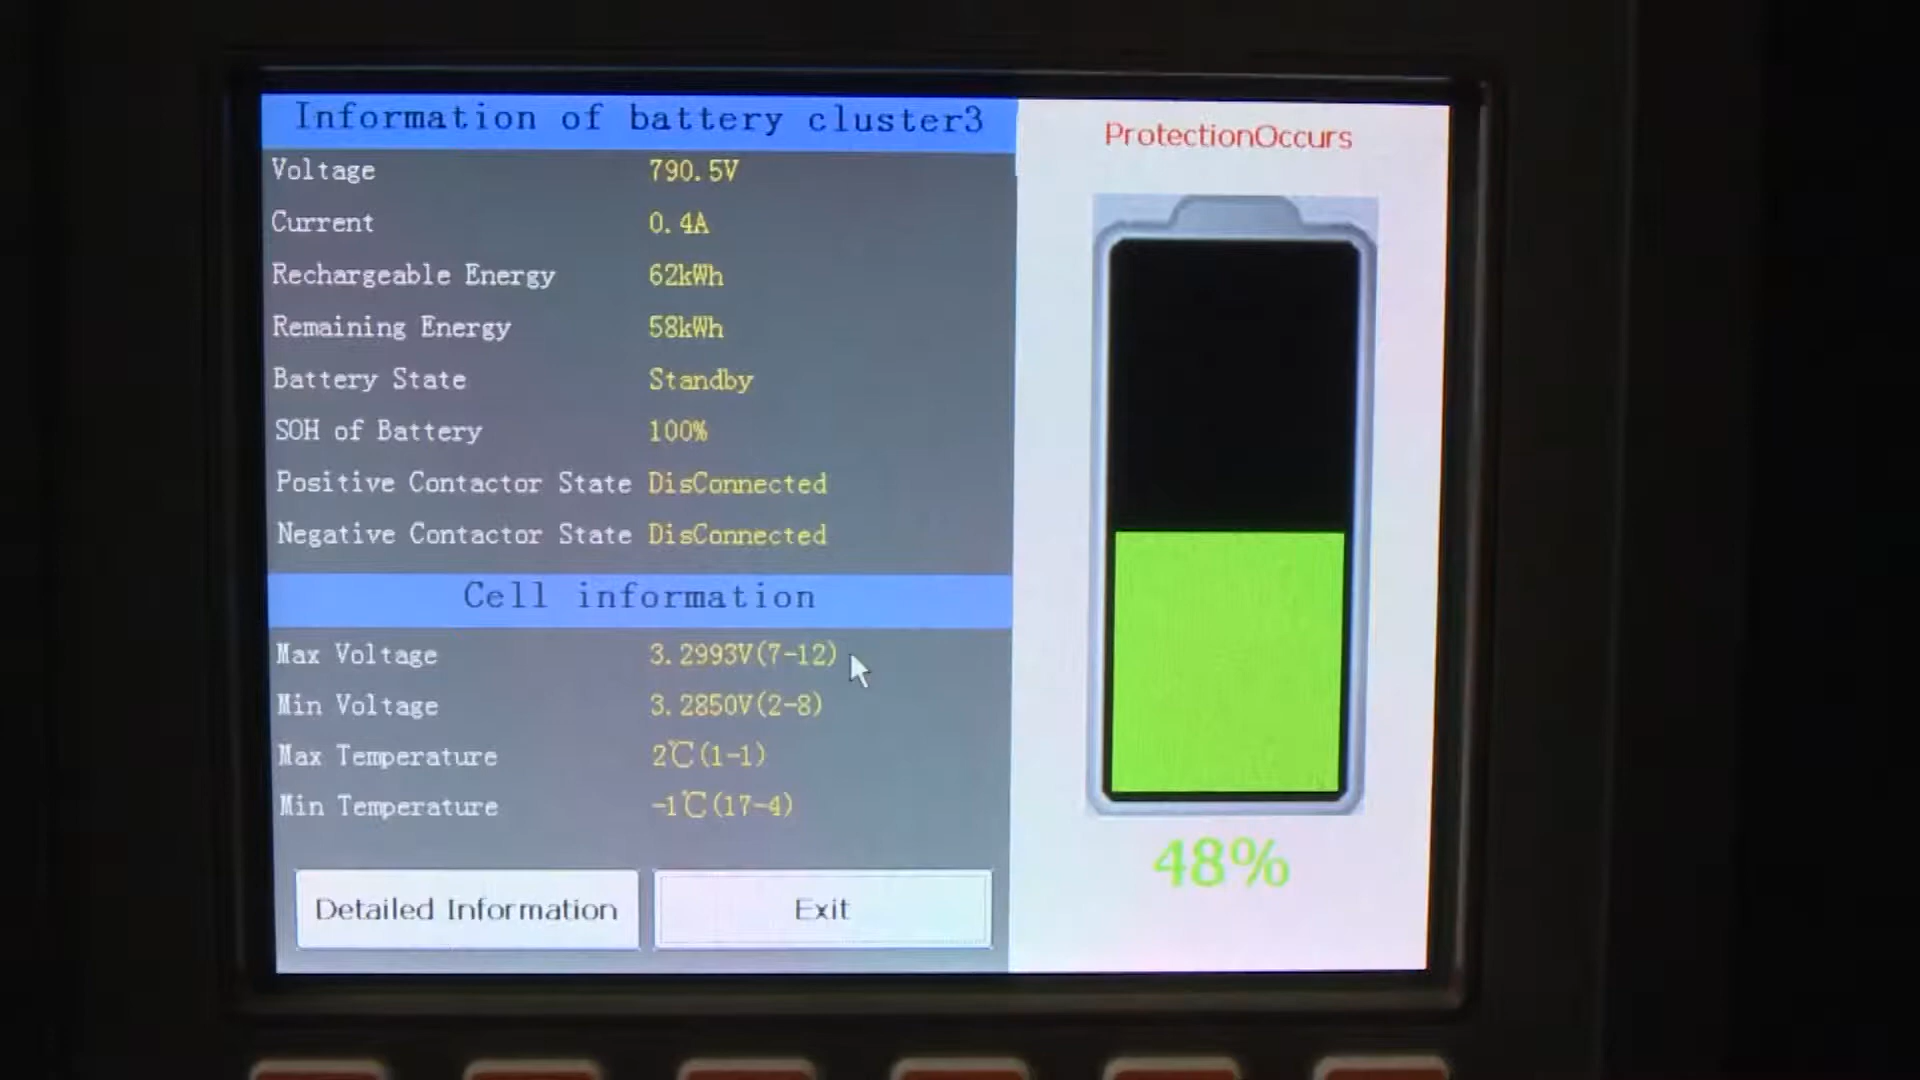 Information of battery cluster3
Voltage 790.5V
Current 0.4A
Rechargeable Energy 62kWh
Remaining Energy 58kWh
Battery State Standby
SOH of Battery 100%
Positive Contactor State DisConnected
Negative Contactor State DisConnected
Cell information
Max Voltage 3.2993V(7-12)
Min Voltage 3.2850V(2-8)
Max Temperature 2℃(1-1)
Min Temperature -1℃(17-4)
Detailed Information Exit
ProtectionOccurs
48%